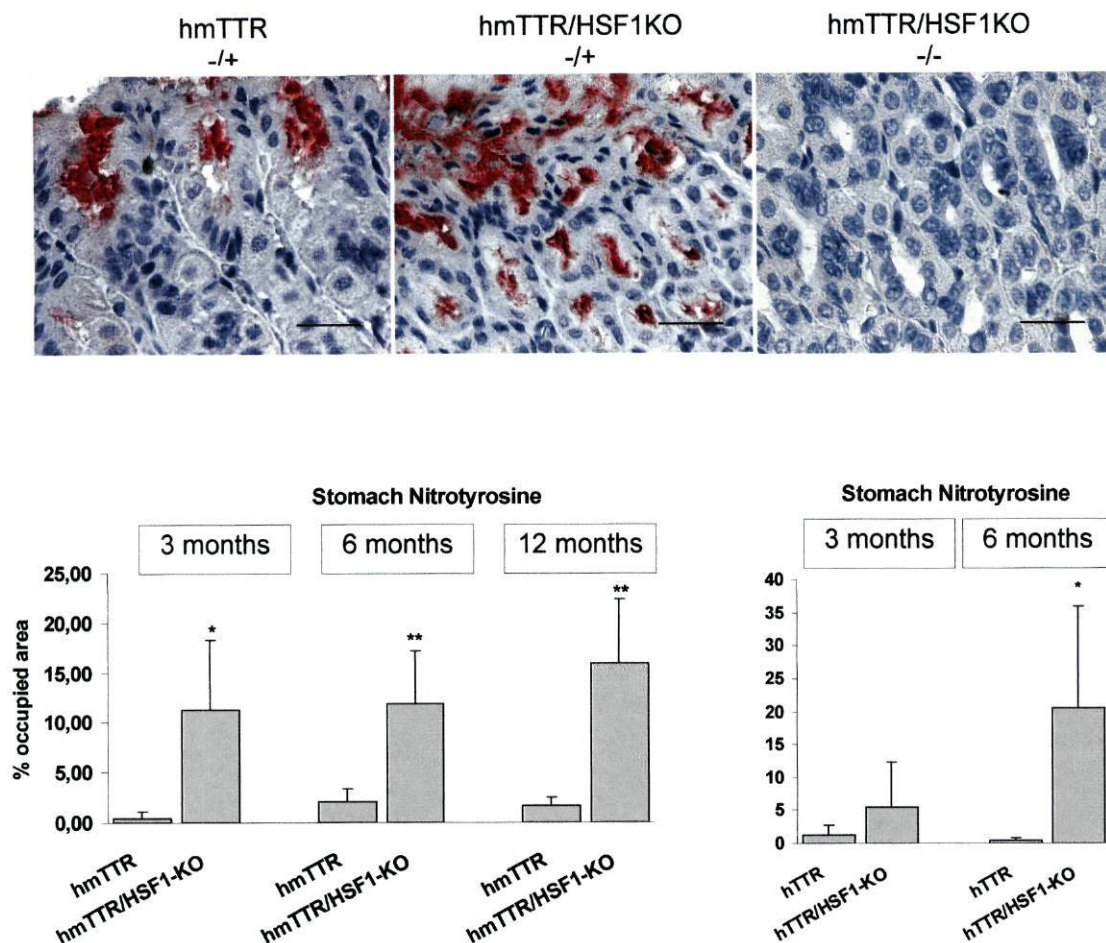 hmTTR
-/+
hmTTR/HSF1KO
-/+
hmTTR/HSF1KO
-/-
Stomach Nitrotyrosine
3 months
6 months
12 months
% occupied area
25,00
20,00
15,00
10,00
5,00
0,00
*
**
**
hmTTR
hmTTR/HSF1-KO
hmTTR
hmTTR/HSF1-KO
hmTTR
hmTTR/HSF1-KO
Stomach Nitrotyrosine
3 months
6 months
40
35
30
25
20
15
10
5
0
*
hTTR
hTTR/HSF1-KO
hTTR
hTTR/HSF1-KO